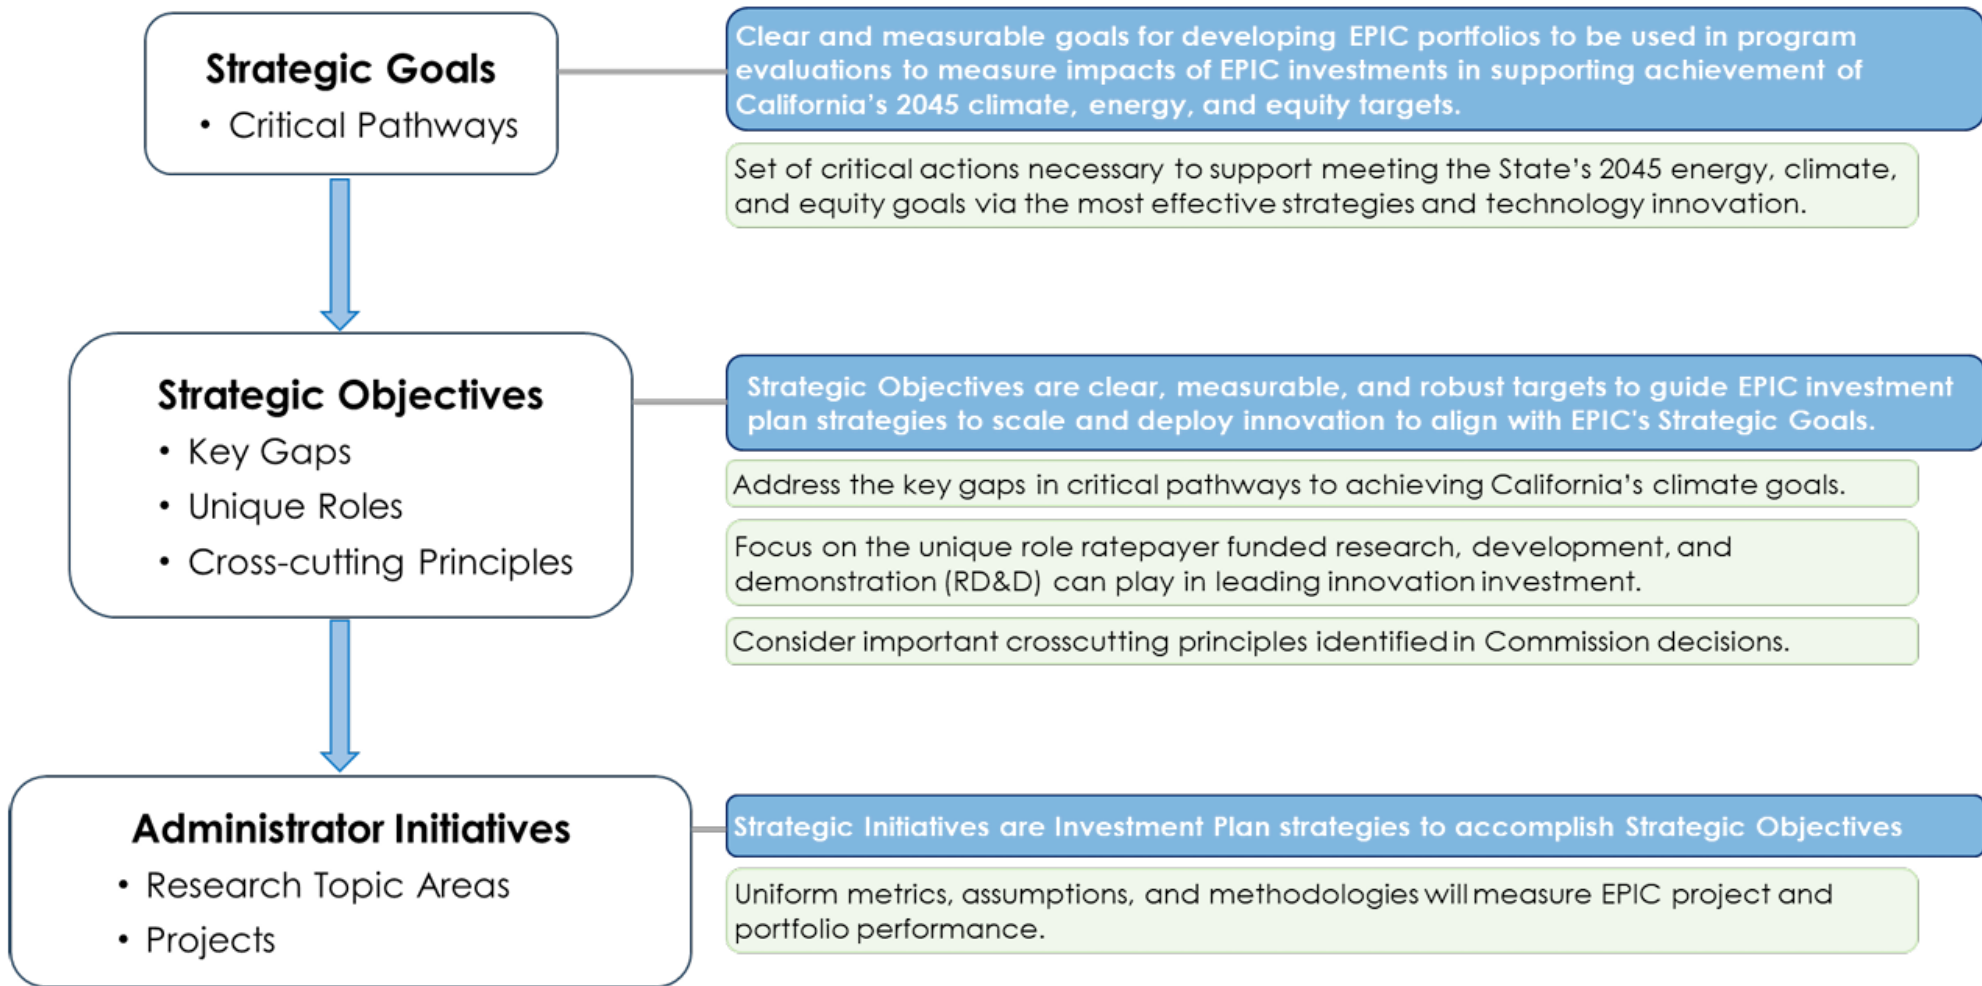 Strategic Goals
• Critical Pathways
Clear and measurable goals for developing EPIC portfolios to be used in program
evaluations to measure impacts of EPIC investments in supporting achievement of
California's 2045 climate, energy, and equity targets.
Set of critical actions necessary to support meeting the State's 2045 energy, climate,
and equity goals via the most effective strategies and technology innovation.
Strategic Objectives
• Key Gaps
• Unique Roles
• Cross-cutting Principles
Strategic Objectives are clear, measurable, and robust targets to guide EPIC investment
plan strategies to scale and deploy innovation to align with EPIC's Strategic Goals.
Address the key gaps in critical pathways to achieving California's climate goals.
Focus on the unique role ratepayer funded research, development, and
demonstration (RD&D) can play in leading innovation investment.
Consider important crosscutting principles identified in Commission decisions.
Administrator Initiatives
• Research Topic Areas
• Projects
Strategic Initiatives are Investment Plan strategies to accomplish Strategic Objectives
Uniform metrics, assumptions, and methodologies will measure EPIC project and
portfolio performance.